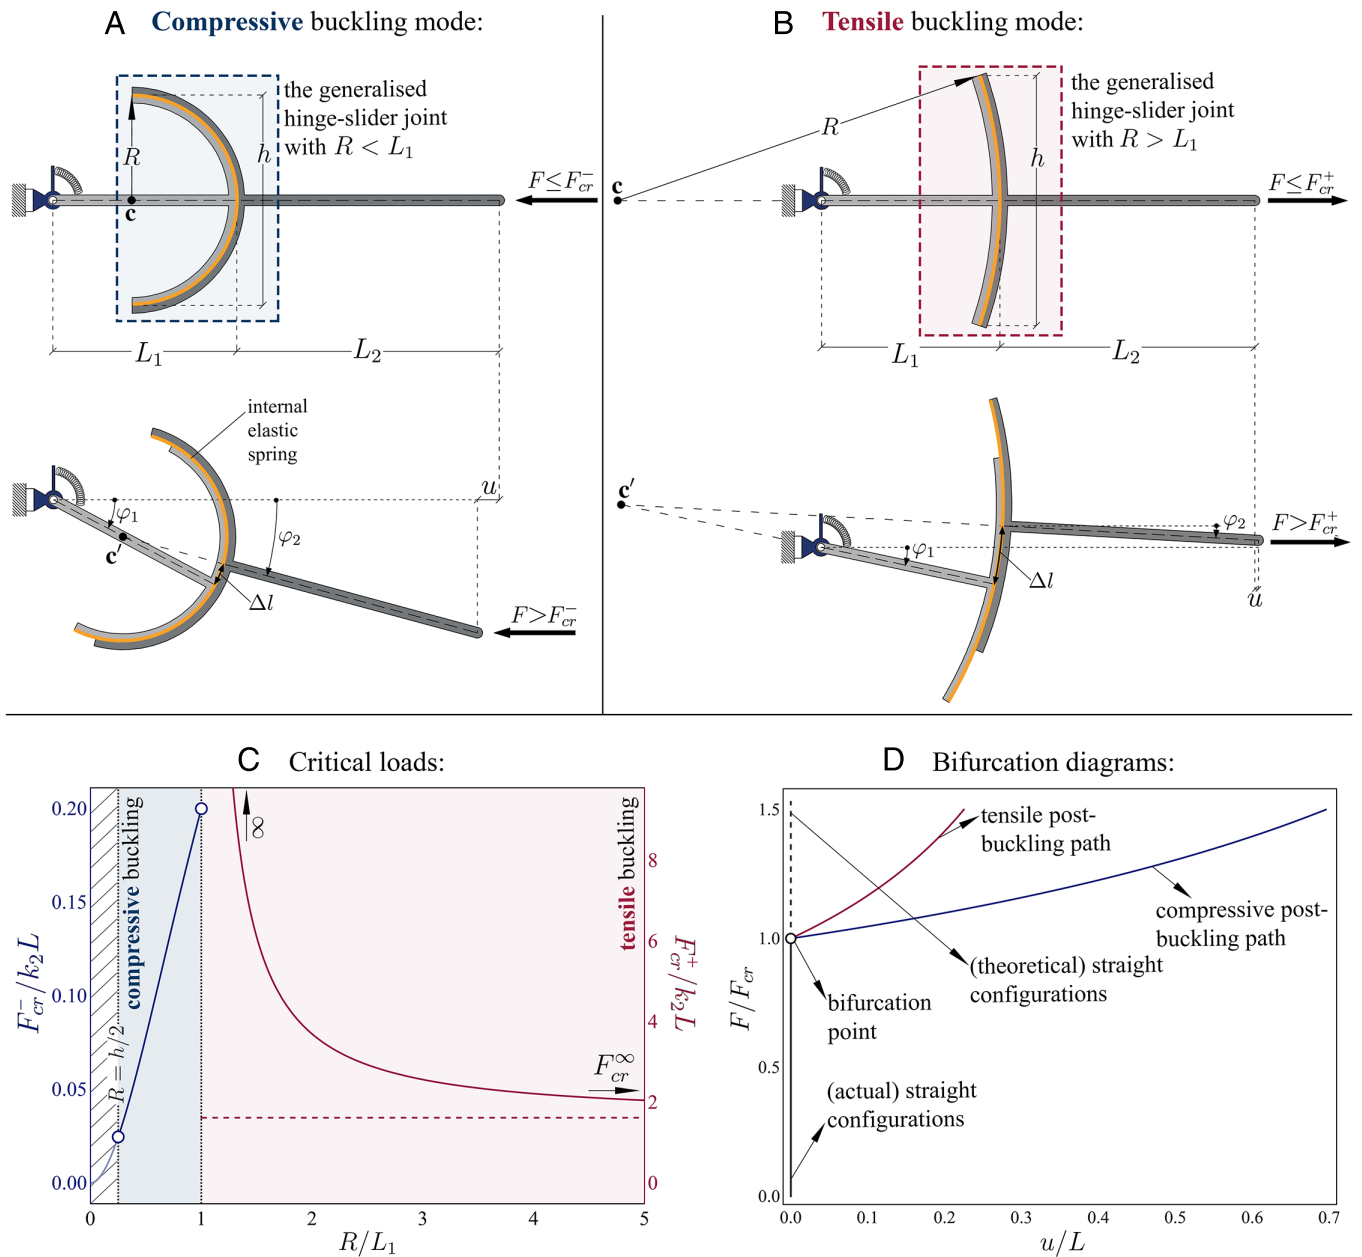 A Compressive buckling mode:
the generalised
hinge-slider joint
with R < L₁
R
h
c
F≤F⁻cr
L₁
L₂
internal
elastic
spring
u
φ₁
φ₂
c′
Δl
F>F⁻cr
B Tensile buckling mode:
the generalised
hinge-slider joint
with R > L₁
R
h
c
F≤F⁺cr
L₁
L₂
c′
φ₂
F>F⁺cr
φ₁
Δl
u
C Critical loads:
0.20
0.15
0.10
0.05
0.00
F⁻cr/k₂L
R = h/2
compressive buckling
∞
tensile buckling
8
6
4
2
0
F⁺cr/k₂L
F∞cr
0 1 2 3 4 5
R/L₁
D Bifurcation diagrams:
1.5
1.0
0.5
0.0
F/Fcr
tensile post-
buckling path
compressive post-
buckling path
(theoretical) straight
configurations
bifurcation
point
(actual) straight
configurations
0.0 0.1 0.2 0.3 0.4 0.5 0.6 0.7
u/L